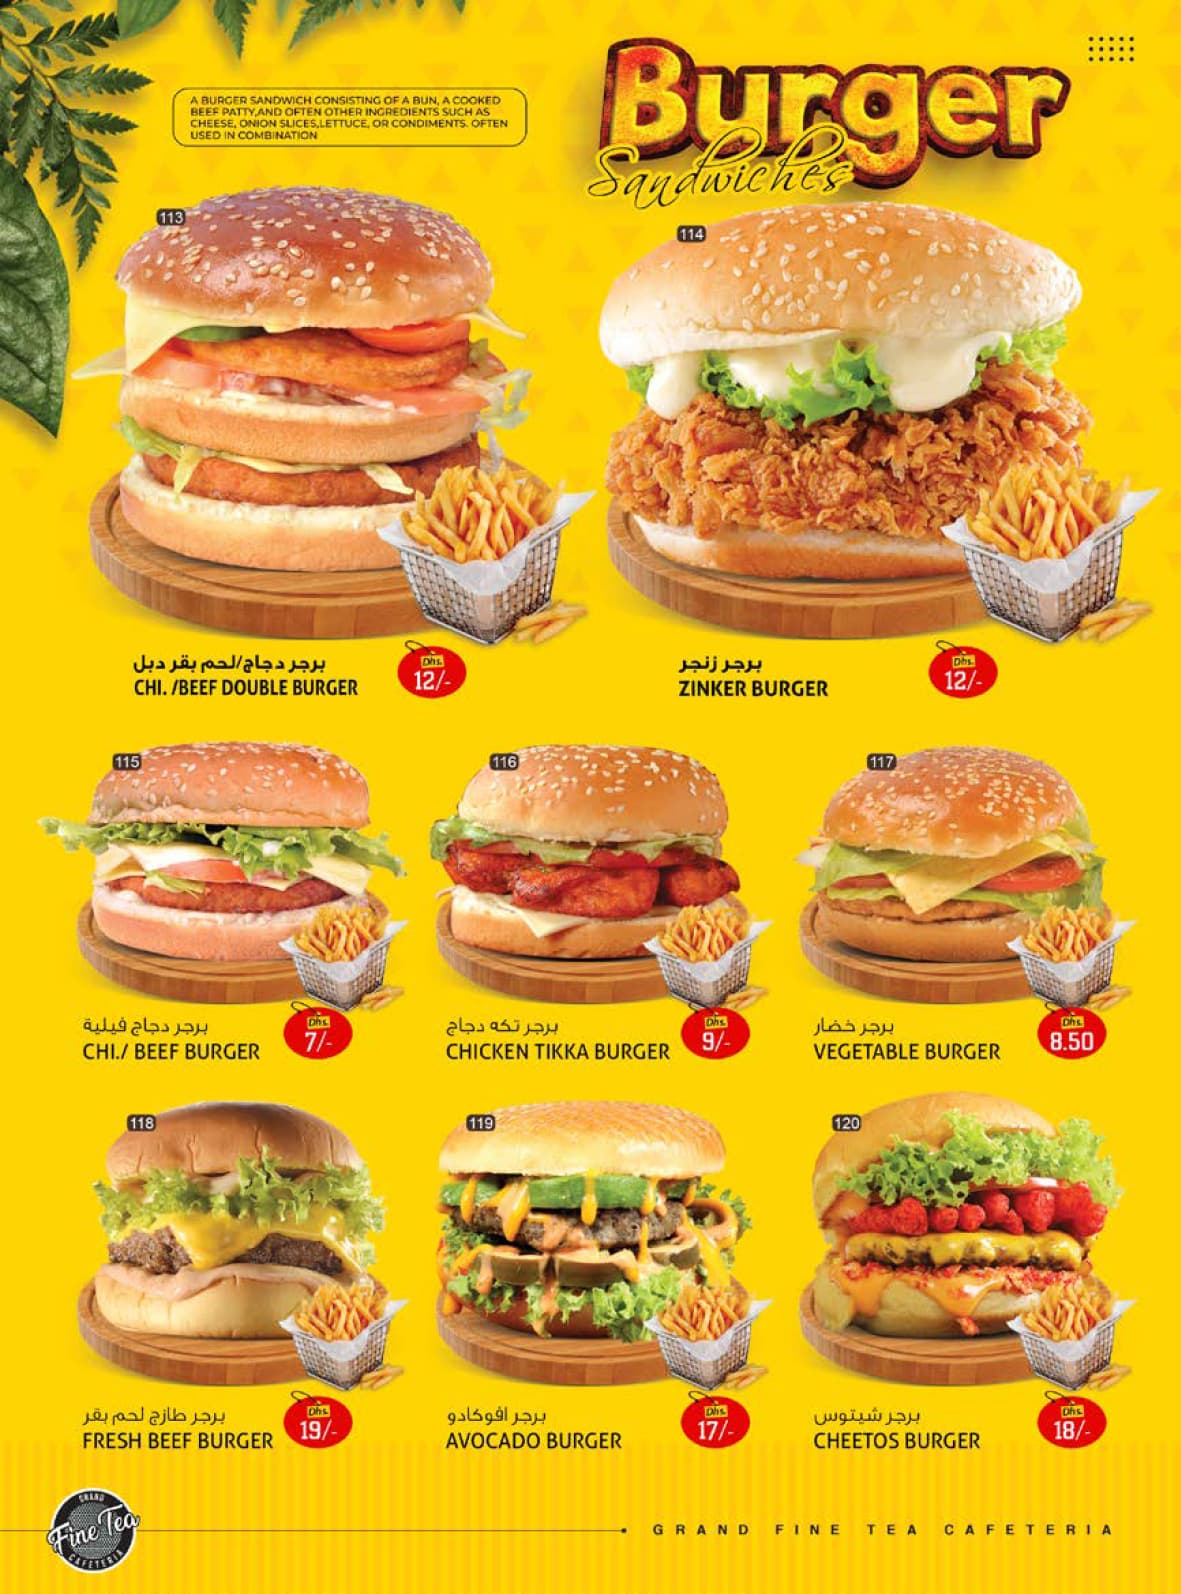 A BURGER SANDWICH CONSISTING OF A BUN, A COOKED
BEEF PATTY,AND OFTEN OTHER INGREDIENTS SUCH AS
CHEESE, ONION SLICES,LETTUCE, OR CONDIMENTS. OFTEN
USED IN COMBINATION
Burger
Sandwiches
113
114
برجر دجاج/لحم بقر دبل
CHI. /BEEF DOUBLE BURGER
Dhs.
12/-
برجر زنجر
ZINKER BURGER
Dhs.
12/-
115
116
117
برجر دجاج فيلية
CHI./ BEEF BURGER
Dhs.
7/-
برجر تكه دجاج
CHICKEN TIKKA BURGER
Dhs.
9/-
برجر خضار
VEGETABLE BURGER
Dhs.
8.50
118
119
120
برجر طازج لحم بقر
FRESH BEEF BURGER
Dhs.
19/-
برجر افوكادو
AVOCADO BURGER
Dhs.
17/-
برجر شيتوس
CHEETOS BURGER
Dhs.
18/-
GRAND
Fine Tea
CAFETERIA
GRAND FINE TEA CAFETERIA